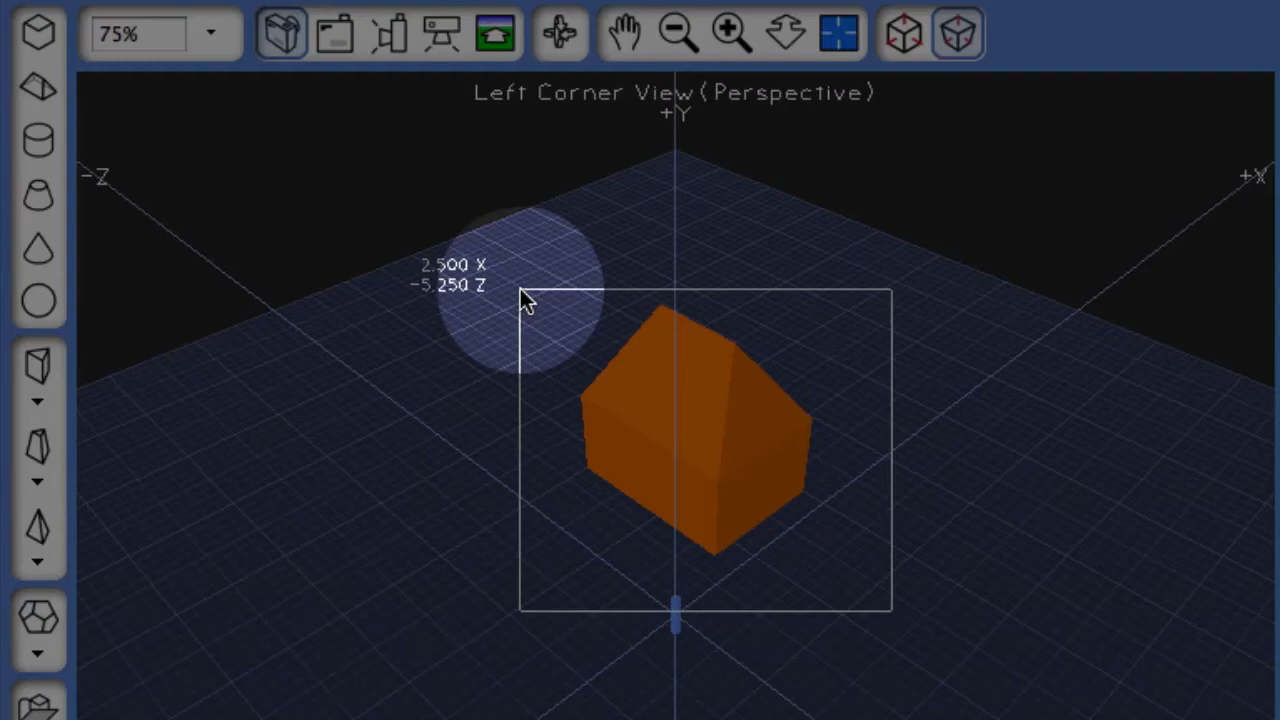 75%
Left Corner View(Perspective)
+Y
-Z
+X
2.500 X
-5.250 Z